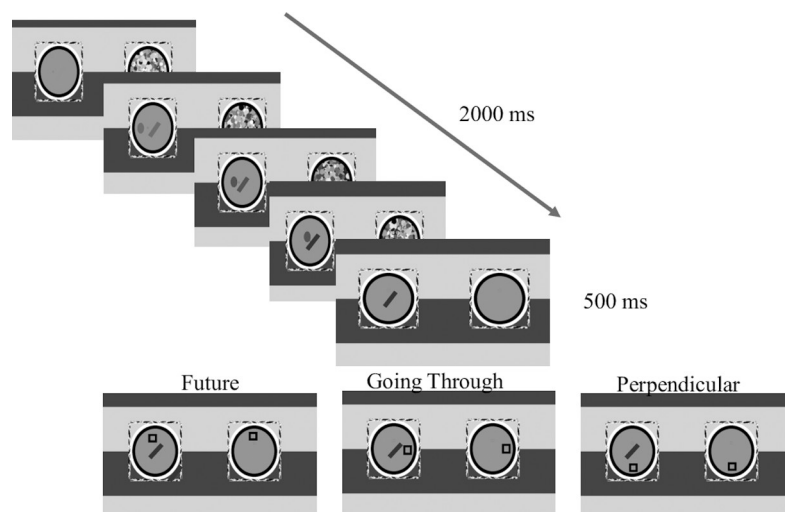 2000 ms
500 ms
Future
Going Through
Perpendicular